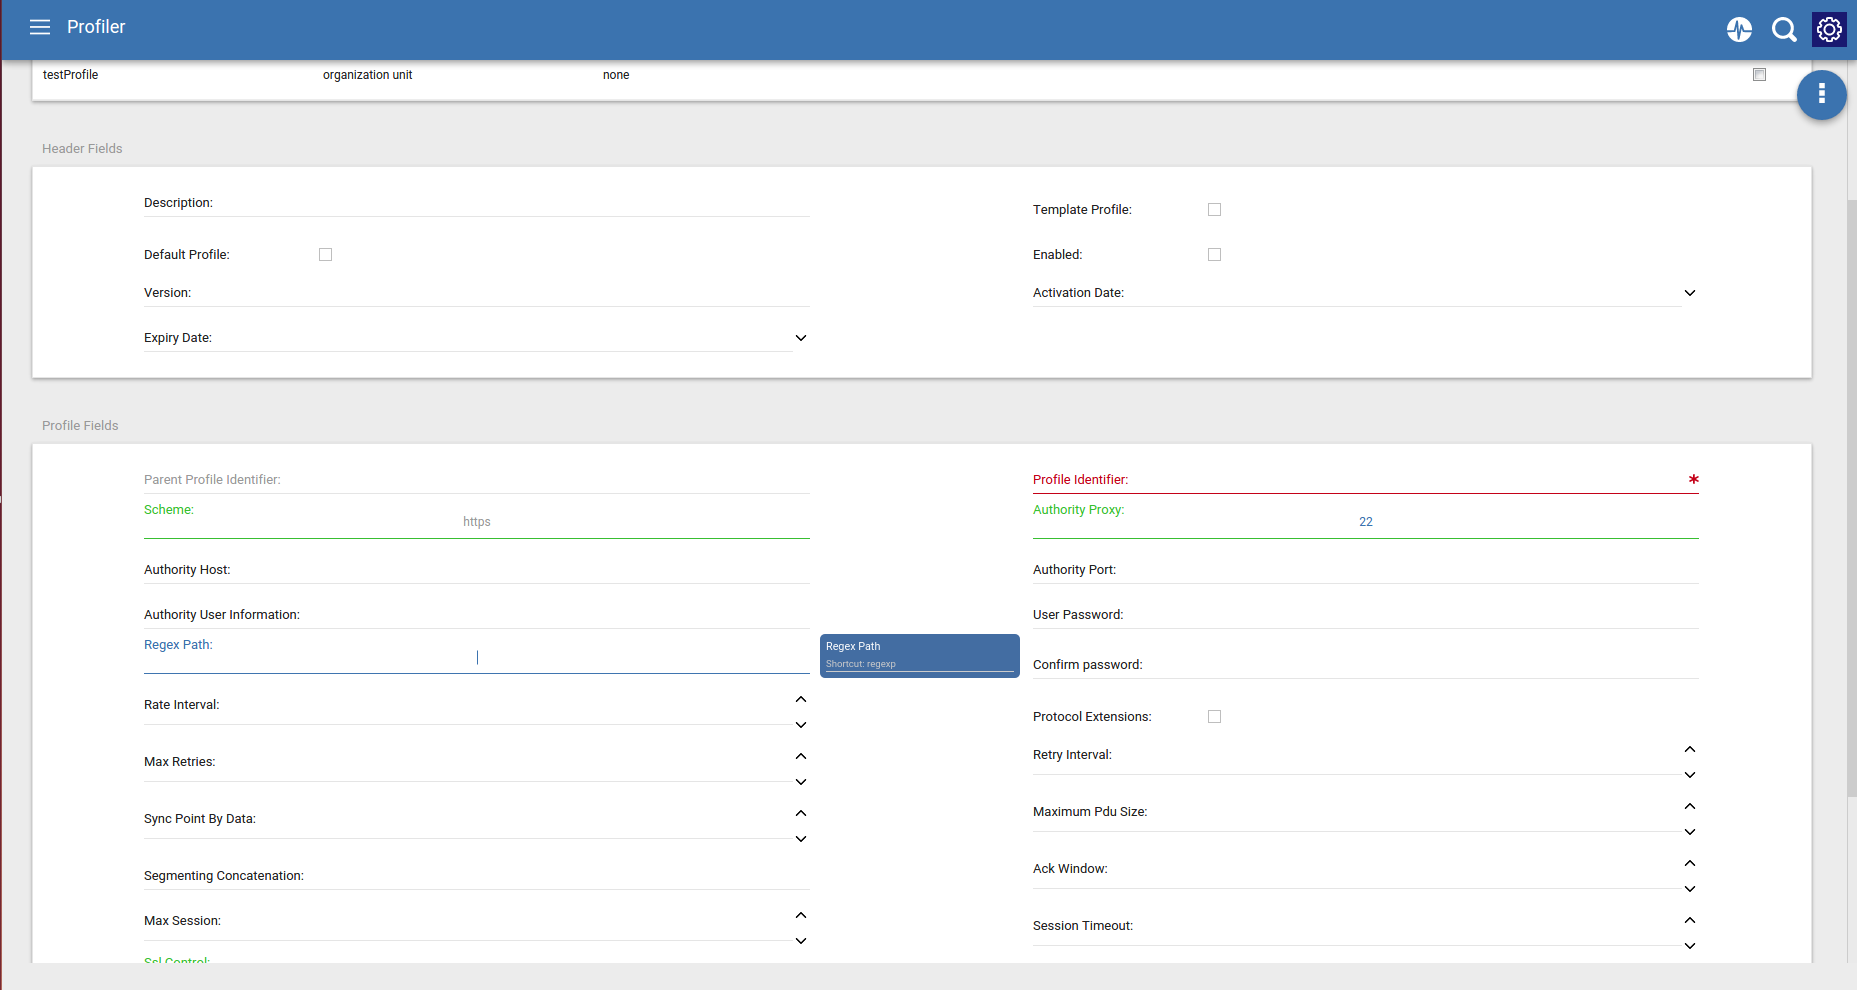 Profiler
testProfile organization unit none
Header Fields
Description:
Template Profile:
Default Profile:
Enabled:
Version:
Activation Date:
Expiry Date:
Profile Fields
Parent Profile Identifier:
Profile Identifier: *
Scheme:
https
Authority Proxy:
22
Authority Host:
Authority Port:
Authority User Information:
User Password:
Regex Path:
Regex Path
Shortcut: regexp
Confirm password:
Rate Interval:
Protocol Extensions:
Max Retries:
Retry Interval:
Sync Point By Data:
Maximum Pdu Size:
Segmenting Concatenation:
Ack Window:
Max Session:
Session Timeout:
Ssl Control: